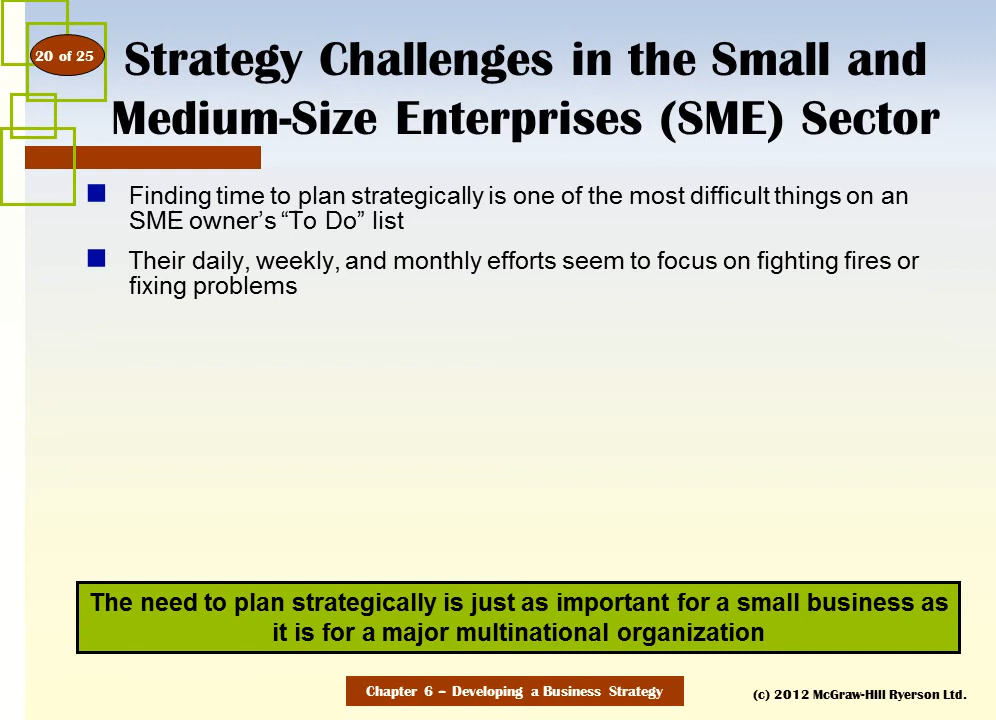 20 of 25
Strategy Challenges in the Small and
Medium-Size Enterprises (SME) Sector
Finding time to plan strategically is one of the most difficult things on an
SME owner’s “To Do” list
Their daily, weekly, and monthly efforts seem to focus on fighting fires or
fixing problems
The need to plan strategically is just as important for a small business as
it is for a major multinational organization
Chapter 6 – Developing a Business Strategy
(c) 2012 McGraw-Hill Ryerson Ltd.